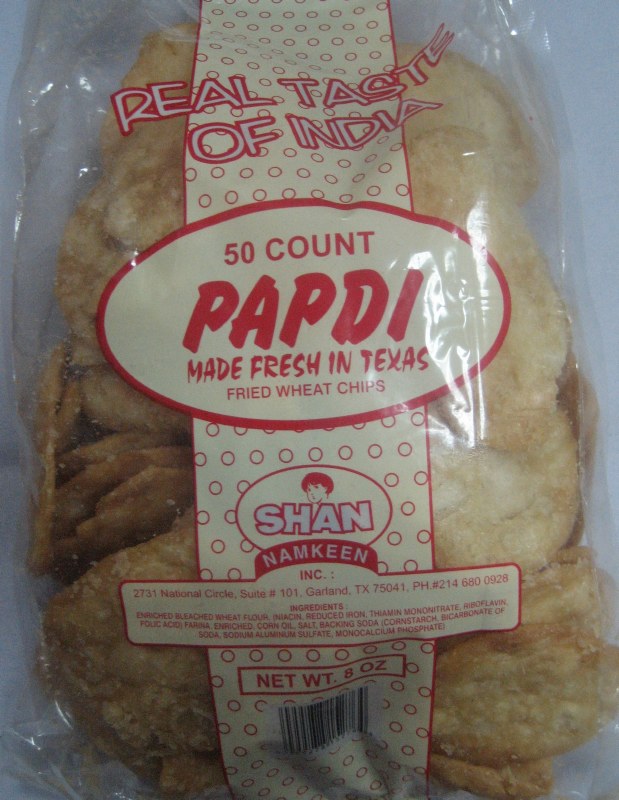 REAL TASTE
OF INDIA
50 COUNT
PAPDI
MADE FRESH IN TEXAS
FRIED WHEAT CHIPS
SHAN
NAMKEEN
INC. :
2731 National Circle, Suite # 101, Garland, TX 75041, PH.#214 680 0928
INGREDIENTS :
ENRICHED BLEACHED WHEAT FLOUR, (NIACIN, REDUCED IRON, THIAMIN MONONITRATE, RIBOFLAVIN,
FOLIC ACID) FARINA, ENRICHED, CORN OIL, SALT, BACKING SODA (CORNSTARCH, BICARBONATE OF
SODA, SODIUM ALUMINUM SULFATE, MONOCALCIUM PHOSPHATE)
NET WT. 8 OZ